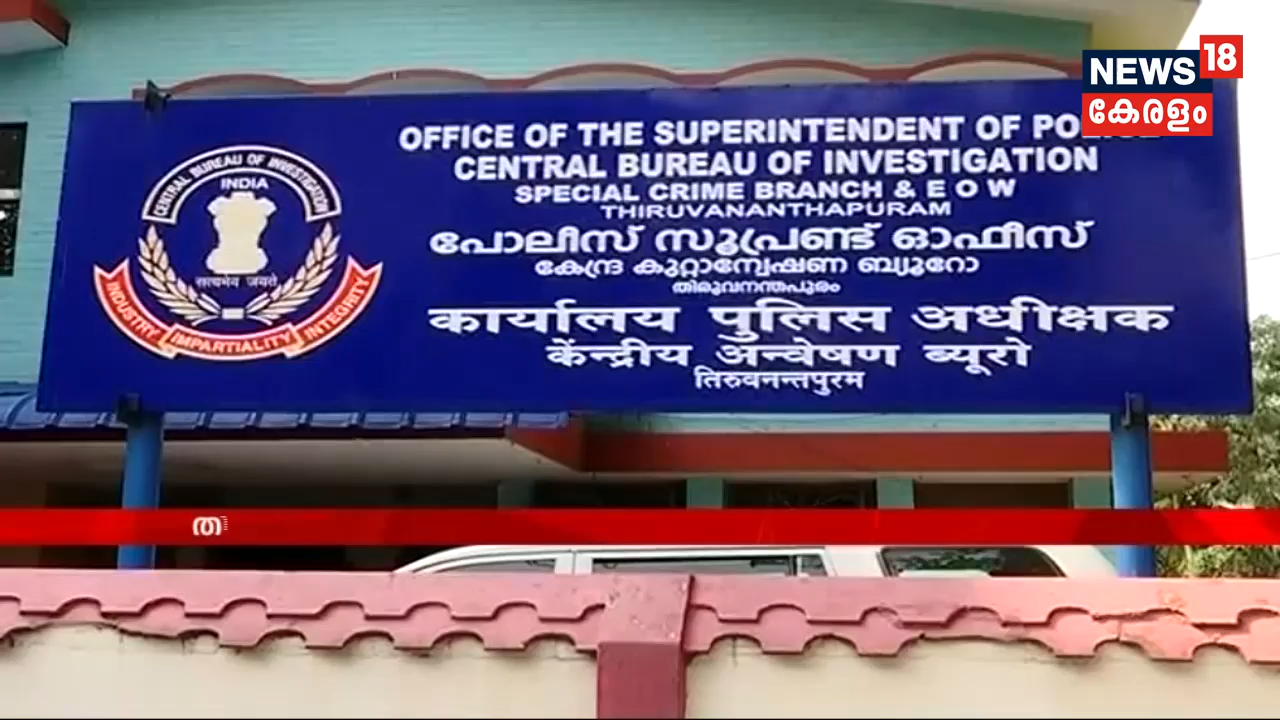 NEWS 18
കേരളം
OFFICE OF THE SUPERINTENDENT OF POLICE
CENTRAL BUREAU OF INVESTIGATION
SPECIAL CRIME BRANCH & E O W
THIRUVANANTHAPURAM
പോലീസ് സൂപ്രണ്ട് ഓഫീസ്
കേന്ദ്ര കുറ്റാന്വേഷണ ബ്യൂറോ
തിരുവനന്തപുരം
कार्यालय पुलिस अधीक्षक
केंन्द्रीय अन्वेषण ब्यूरो
तिरुवनन्तपुरम
CENTRAL BUREAU OF INVESTIGATION
INDIA
सत्यमेव जयते
INDUSTRY IMPARTIALITY INTEGRITY
ത